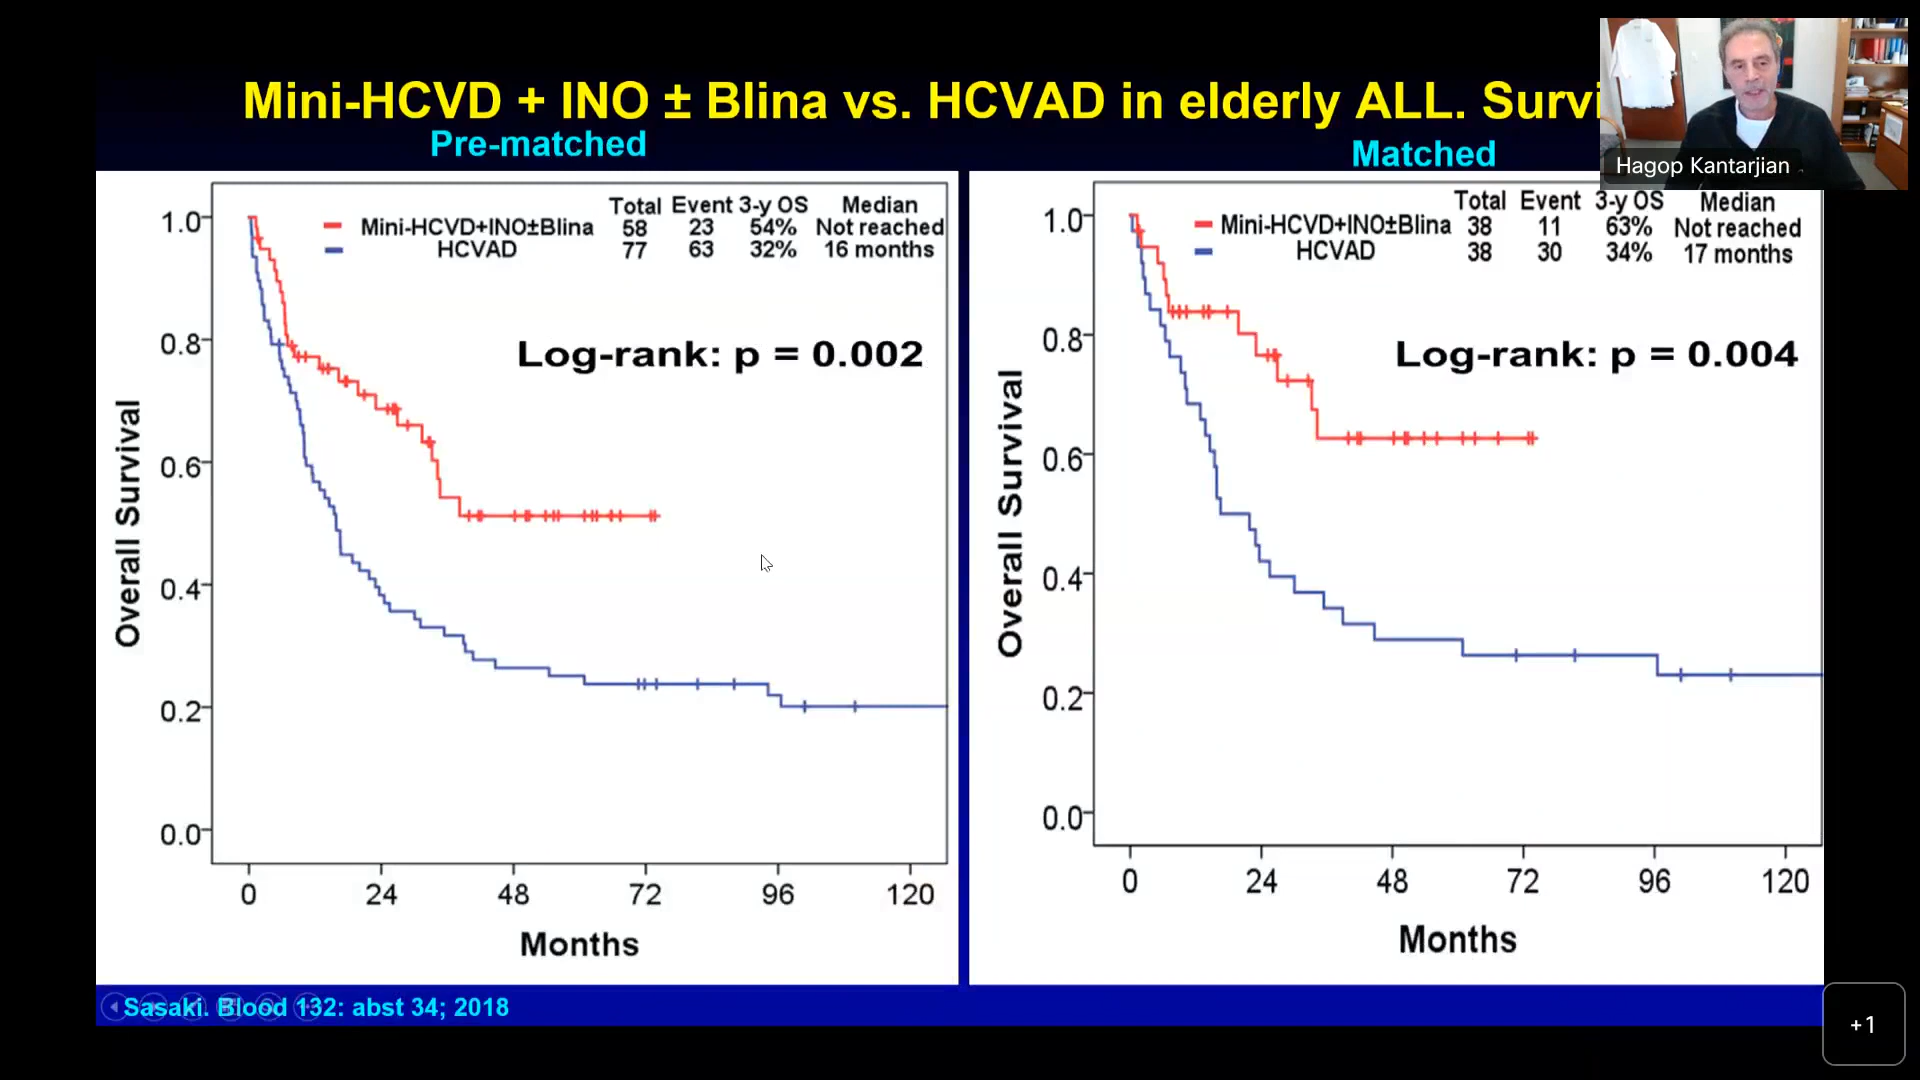 Mini-HCVD + INO ± Blina vs. HCVAD in elderly ALL. Survi
Pre-matched
Matched
Hagop Kantarjian
Total Event 3-y OS Median
Mini-HCVD+INO±Blina 58 23 54% Not reached
HCVAD 77 63 32% 16 months
Log-rank: p = 0.002
Overall Survival
1.0
0.8
0.6
0.4
0.2
0.0
0 24 48 72 96 120
Months
Total Event 3-y OS Median
Mini-HCVD+INO±Blina 38 11 63% Not reached
HCVAD 38 30 34% 17 months
Log-rank: p = 0.004
Overall Survival
1.0
0.8
0.6
0.4
0.2
0.0
0 24 48 72 96 120
Months
Sasaki. Blood 132: abst 34; 2018
+1